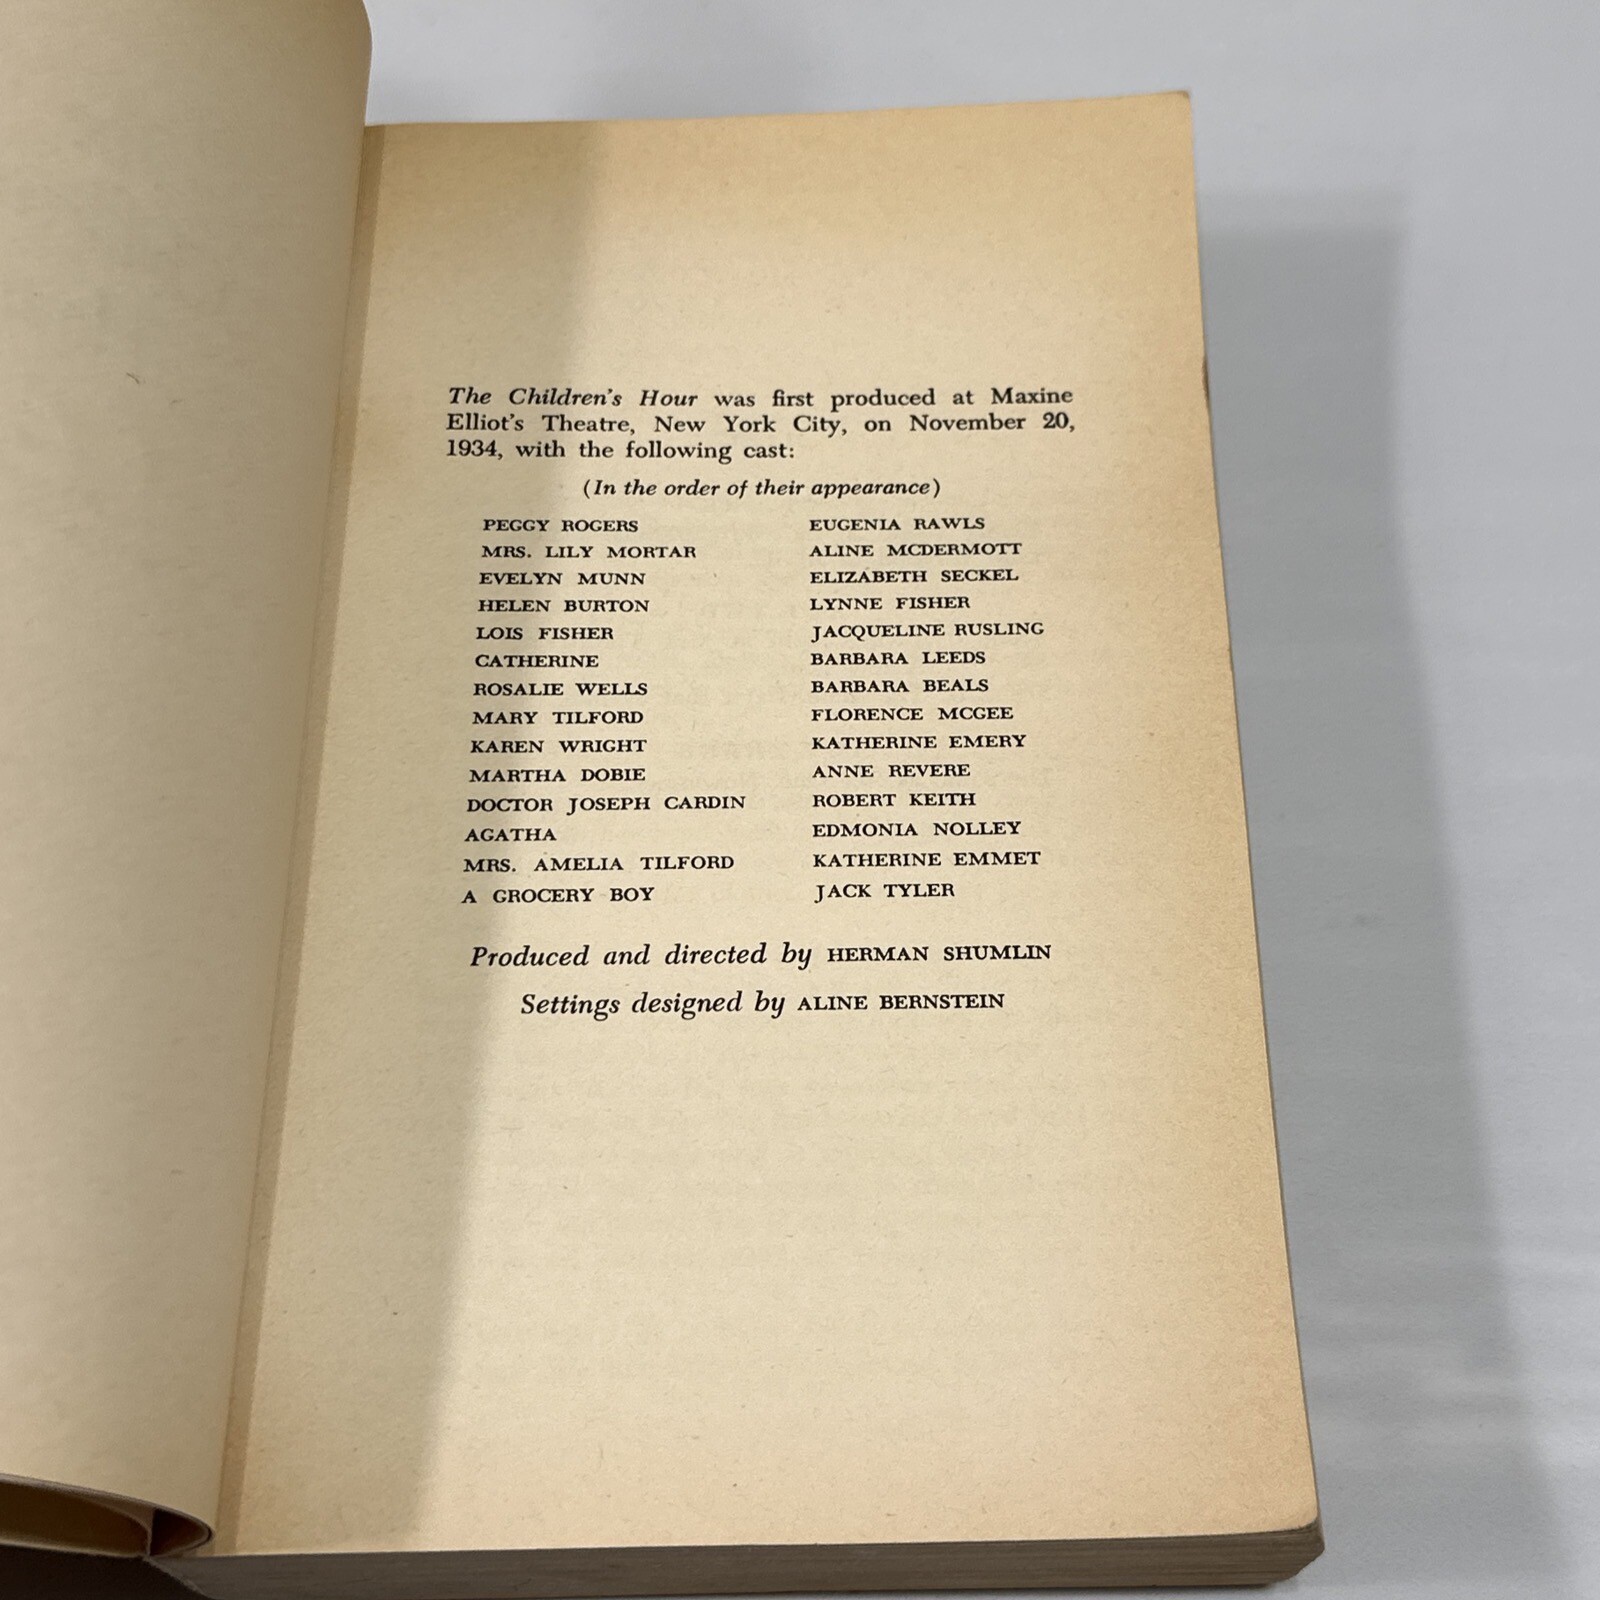 The Children's Hour was first produced at Maxine
Elliot's Theatre, New York City, on November 20,
1934, with the following cast:
(In the order of their appearance)
PEGGY ROGERS EUGENIA RAWLS
MRS. LILY MORTAR ALINE MCDERMOTT
EVELYN MUNN ELIZABETH SECKEL
HELEN BURTON LYNNE FISHER
LOIS FISHER JACQUELINE RUSLING
CATHERINE BARBARA LEEDS
ROSALIE WELLS BARBARA BEALS
MARY TILFORD FLORENCE MCGEE
KAREN WRIGHT KATHERINE EMERY
MARTHA DOBIE ANNE REVERE
DOCTOR JOSEPH CARDIN ROBERT KEITH
AGATHA EDMONIA NOLLEY
MRS. AMELIA TILFORD KATHERINE EMMET
A GROCERY BOY JACK TYLER
Produced and directed by HERMAN SHUMLIN
Settings designed by ALINE BERNSTEIN